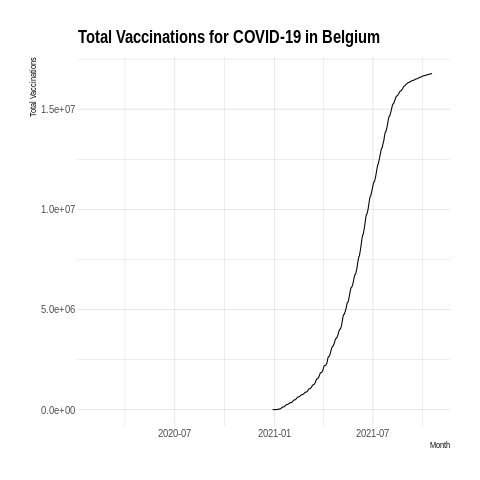 Total Vaccinations for COVID-19 in Belgium
Total Vaccinations
1.5e+07
1.0e+07
5.0e+06
0.0e+00
2020-07
2021-01
2021-07
Month